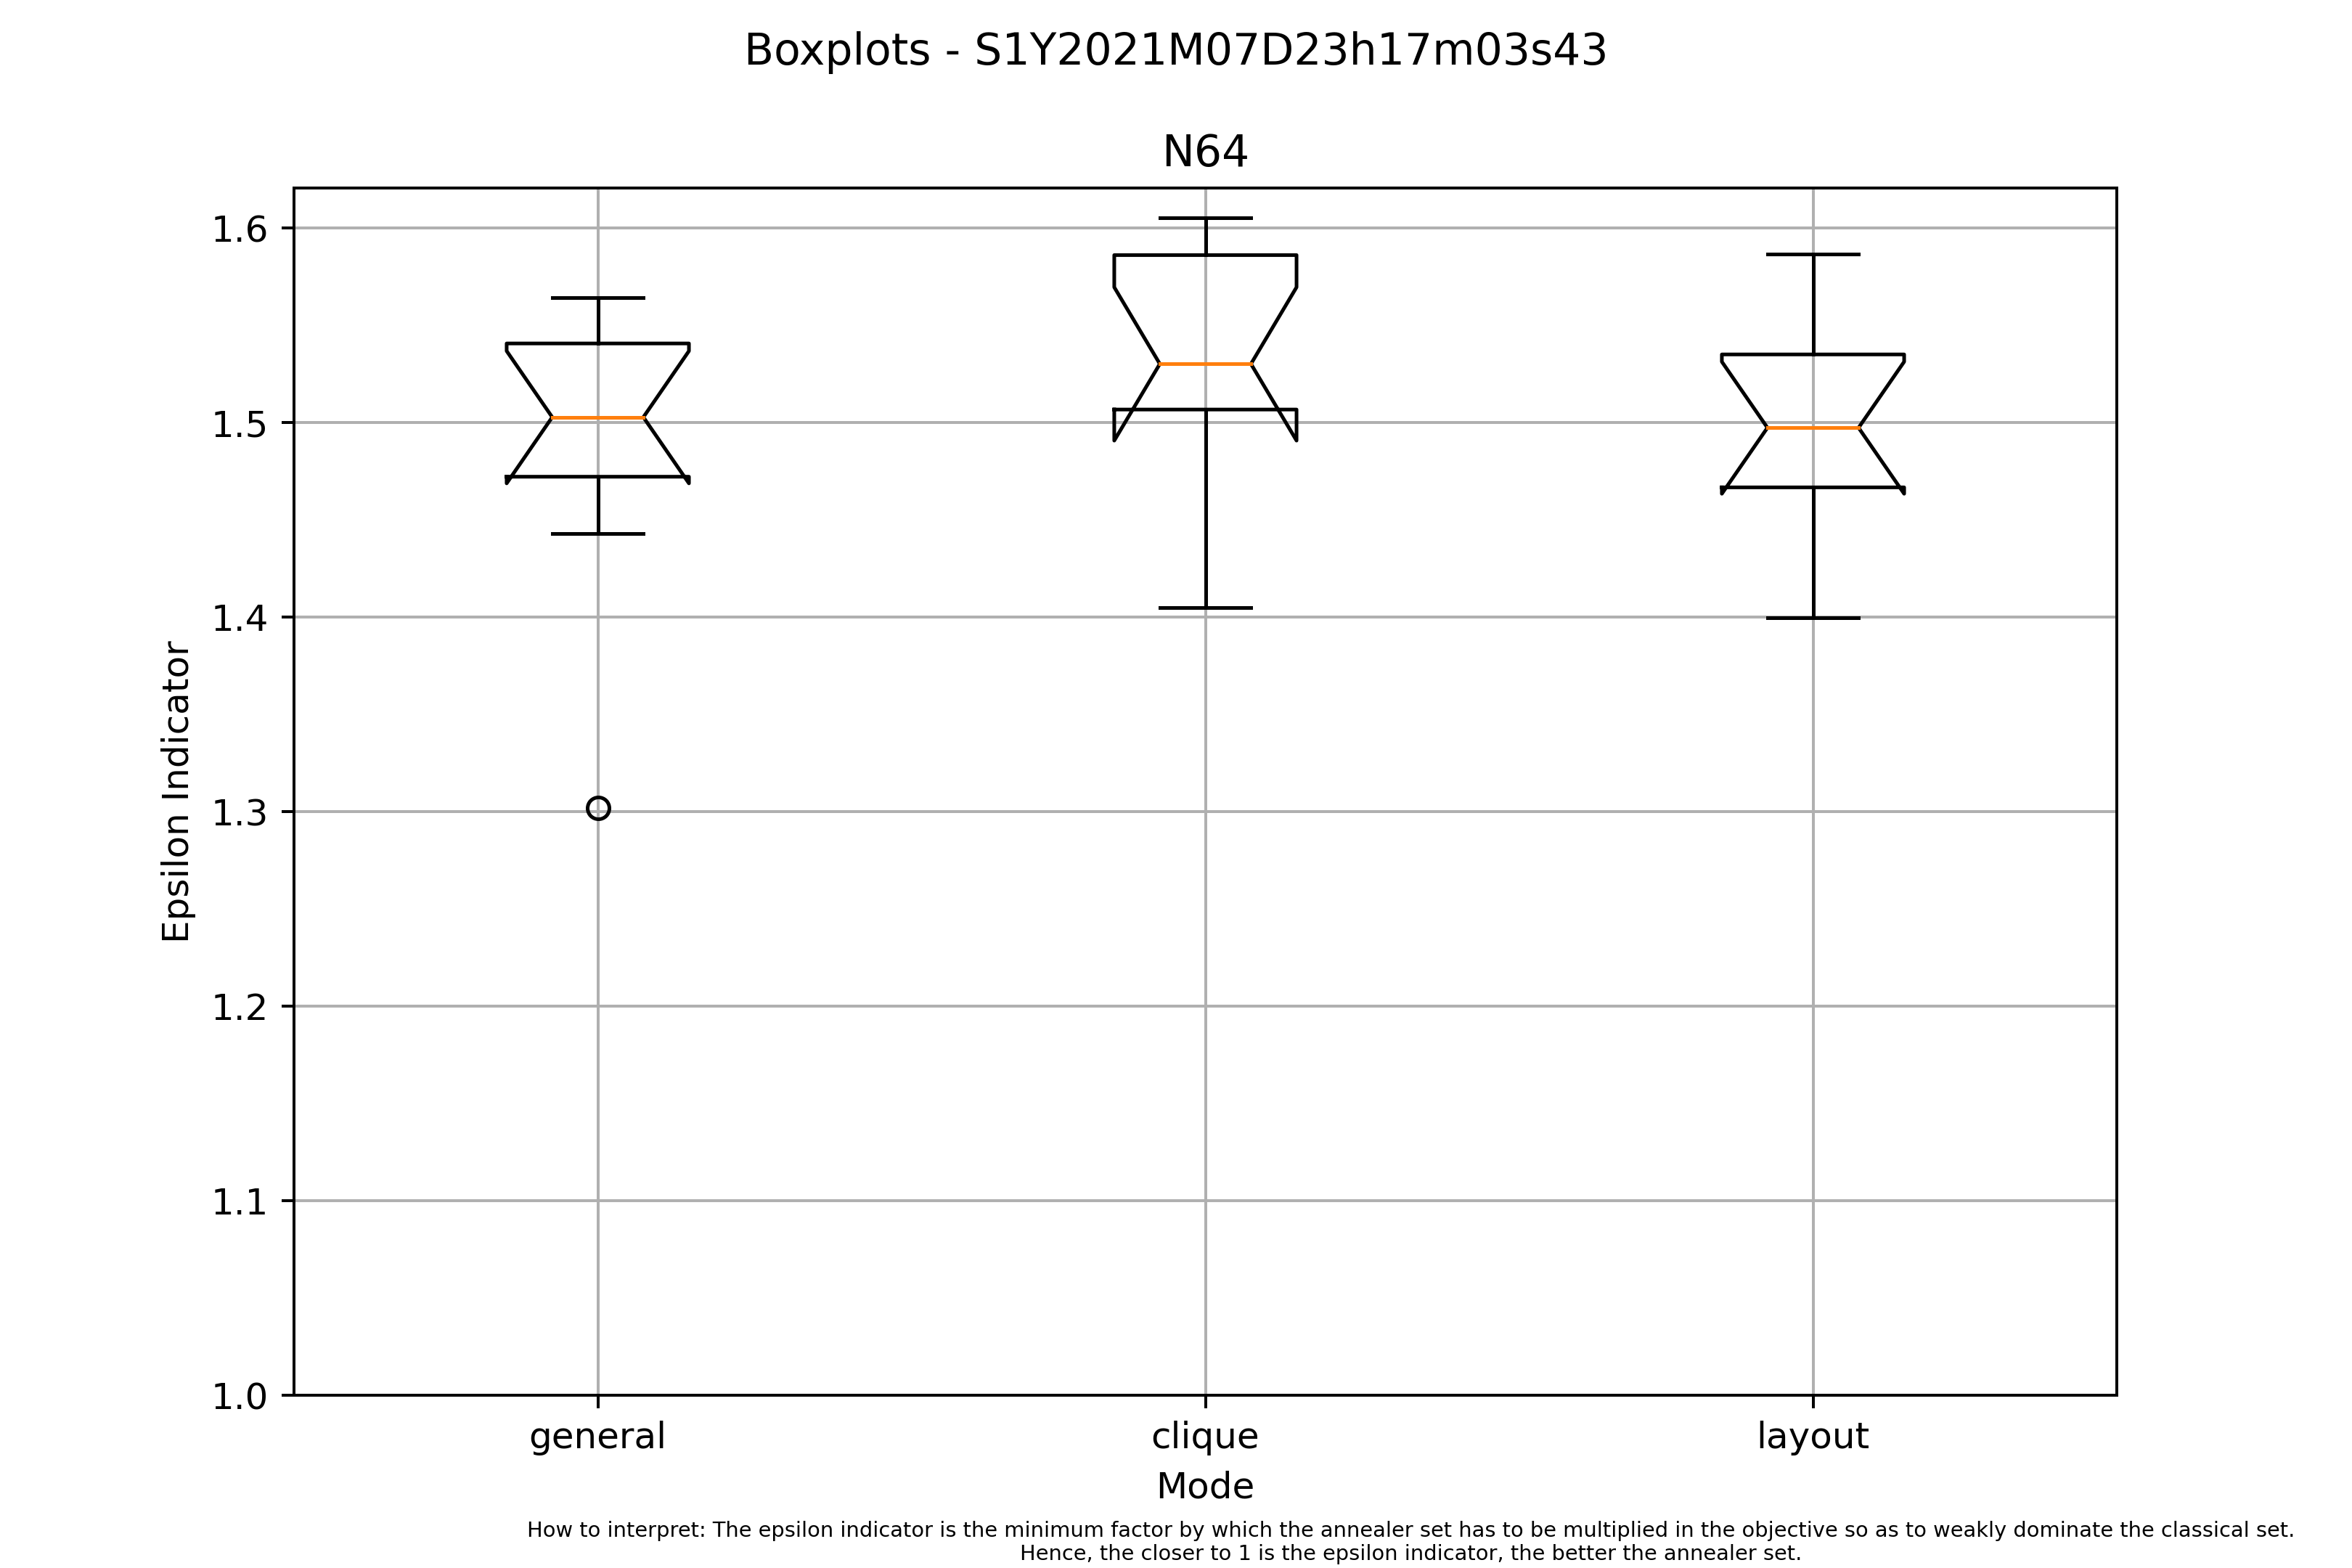 Boxplots - S1Y2021M07D23h17m03s43
N64
1.6
1.5
1.4
1.3
1.2
1.1
1.0
Epsilon Indicator
general
clique
layout
Mode
How to interpret: The epsilon indicator is the minimum factor by which the annealer set has to be multiplied in the objective so as to weakly dominate the classical set.
Hence, the closer to 1 is the epsilon indicator, the better the annealer set.